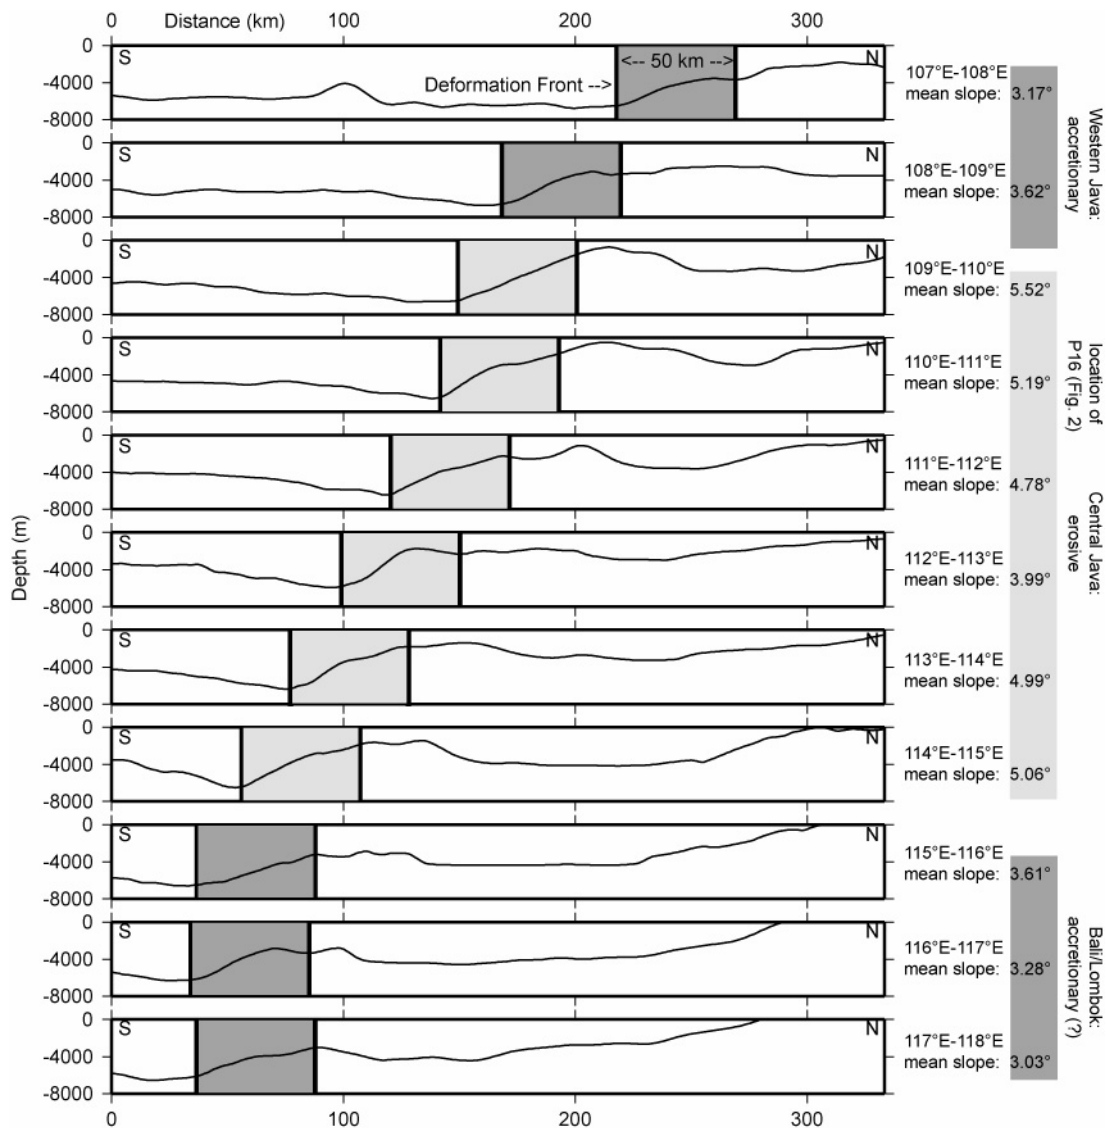 Distance (km) 100 200 300
0
-4000
-8000
S
Deformation Front -->
<-- 50 km -->
107°E-108°E
mean slope: 3.17°
0
-4000
-8000
S
N
108°E-109°E
mean slope: 3.62°
Western Java:
accretionary
0
-4000
-8000
S
N
109°E-110°E
mean slope: 5.52°
0
-4000
-8000
S
N
110°E-111°E
mean slope: 5.19°
location of
P16 (Fig. 2)
0
-4000
-8000
S
N
111°E-112°E
mean slope: 4.78°
0
-4000
-8000
S
N
112°E-113°E
mean slope: 3.99°
Central Java:
erosive
Depth (m)
0
-4000
-8000
S
N
113°E-114°E
mean slope: 4.99°
0
-4000
-8000
S
N
114°E-115°E
mean slope: 5.06°
0
-4000
-8000
S
N
115°E-116°E
mean slope: 3.61°
0
-4000
-8000
S
N
116°E-117°E
mean slope: 3.28°
Bali/Lombok:
accretionary (?)
0
-4000
-8000
S
N
117°E-118°E
mean slope: 3.03°
0 100 200 300